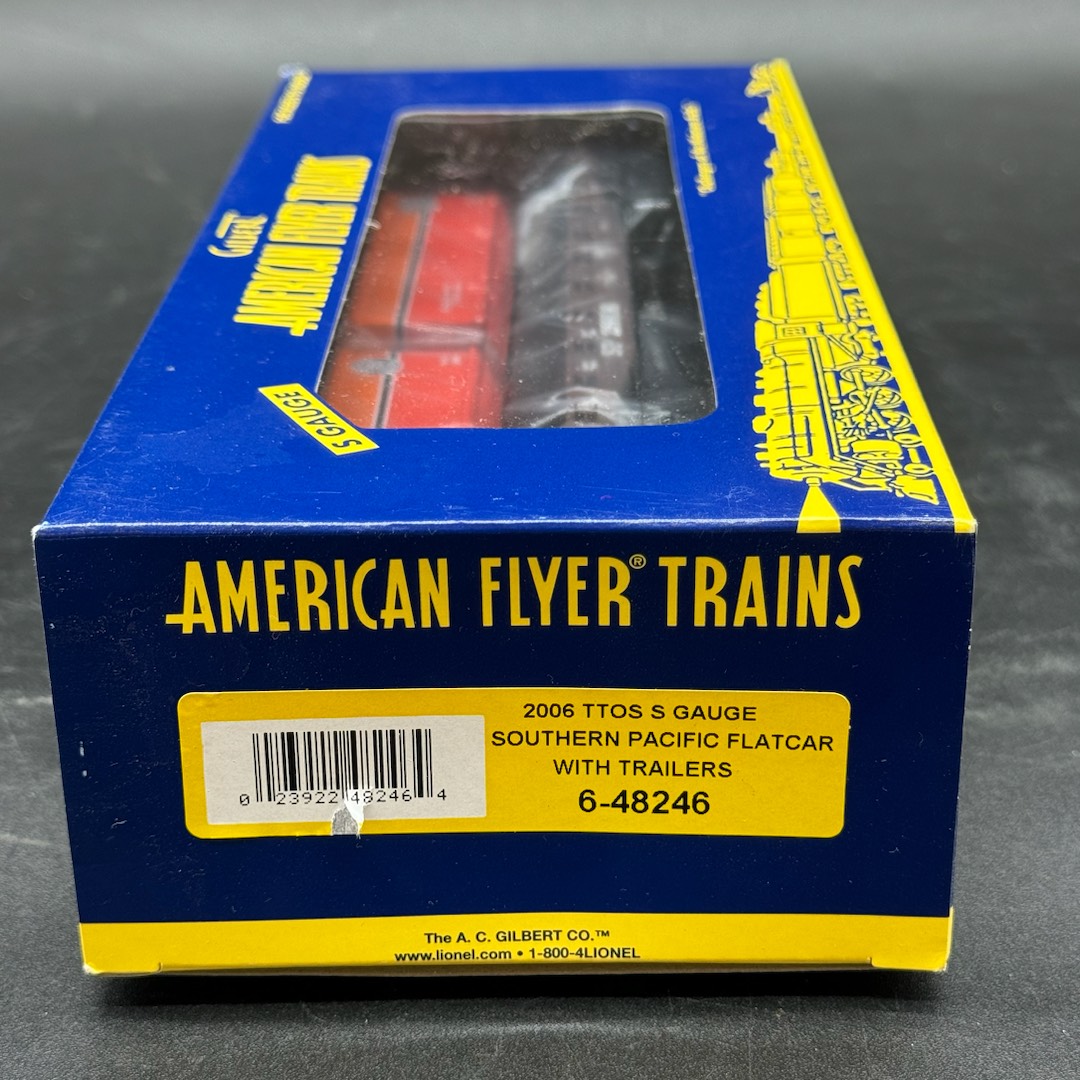 Gilbert
AMERICAN FLYER TRAINS
S GAUGE
AMERICAN FLYER® TRAINS
2006 TTOS S GAUGE
SOUTHERN PACIFIC FLATCAR
WITH TRAILERS
6-48246
0 23922 48246 4
The A. C. GILBERT CO.™
www.lionel.com • 1-800-4LIONEL